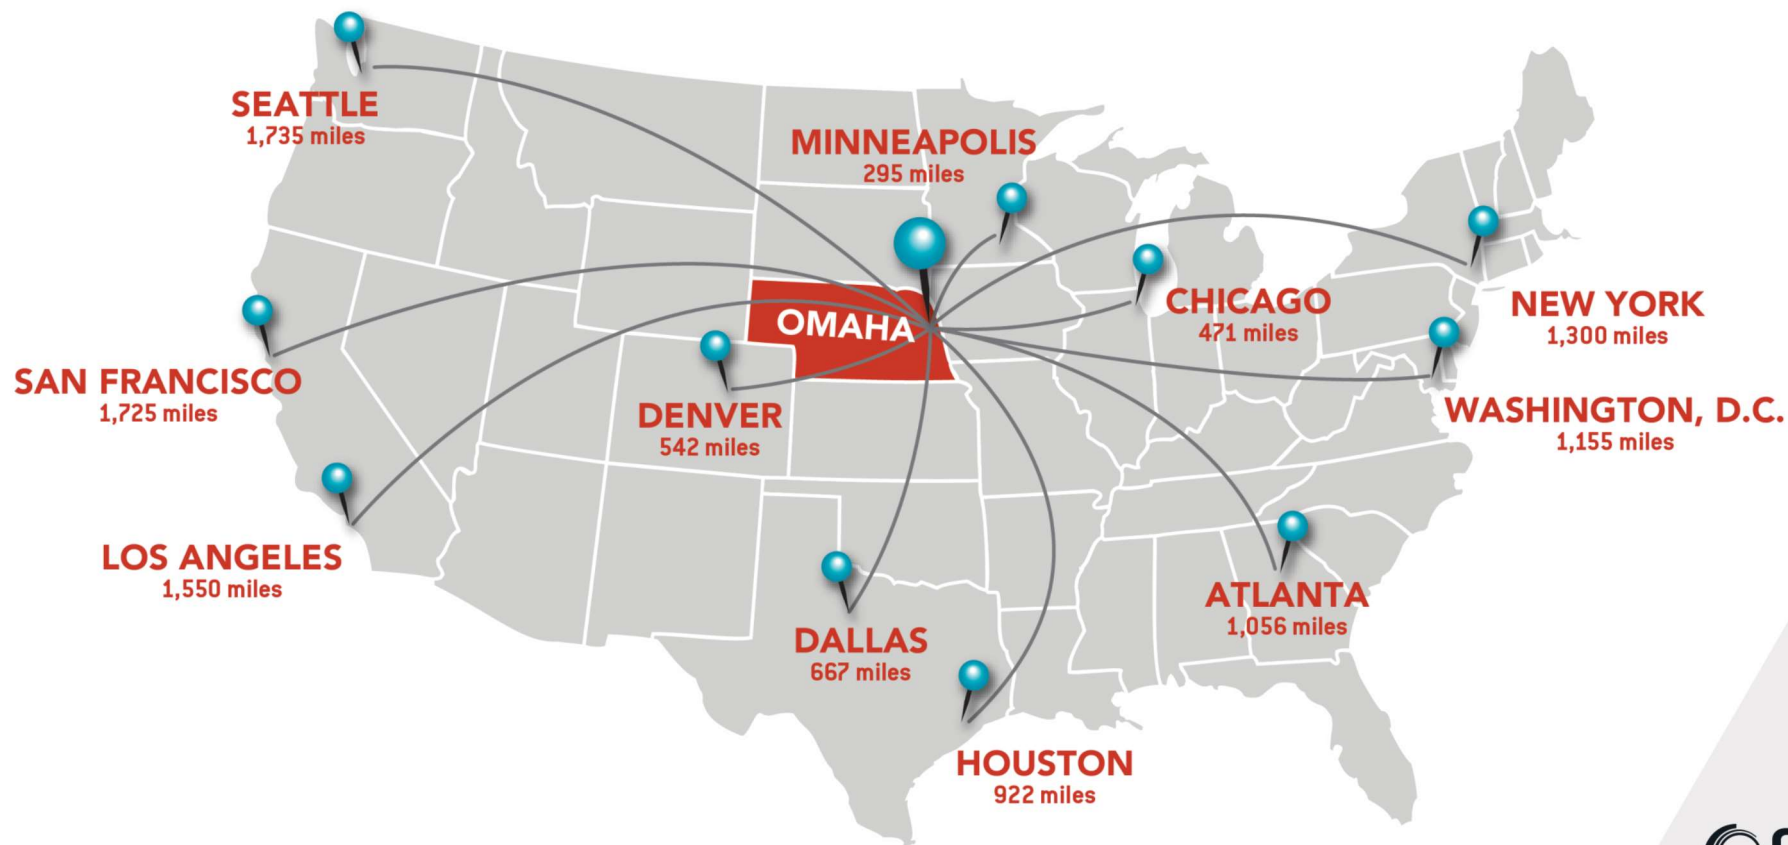 SEATTLE
1,735 miles
MINNEAPOLIS
295 miles
OMAHA
CHICAGO
471 miles
NEW YORK
1,300 miles
SAN FRANCISCO
1,725 miles
DENVER
542 miles
WASHINGTON, D.C.
1,155 miles
LOS ANGELES
1,550 miles
DALLAS
667 miles
ATLANTA
1,056 miles
HOUSTON
922 miles